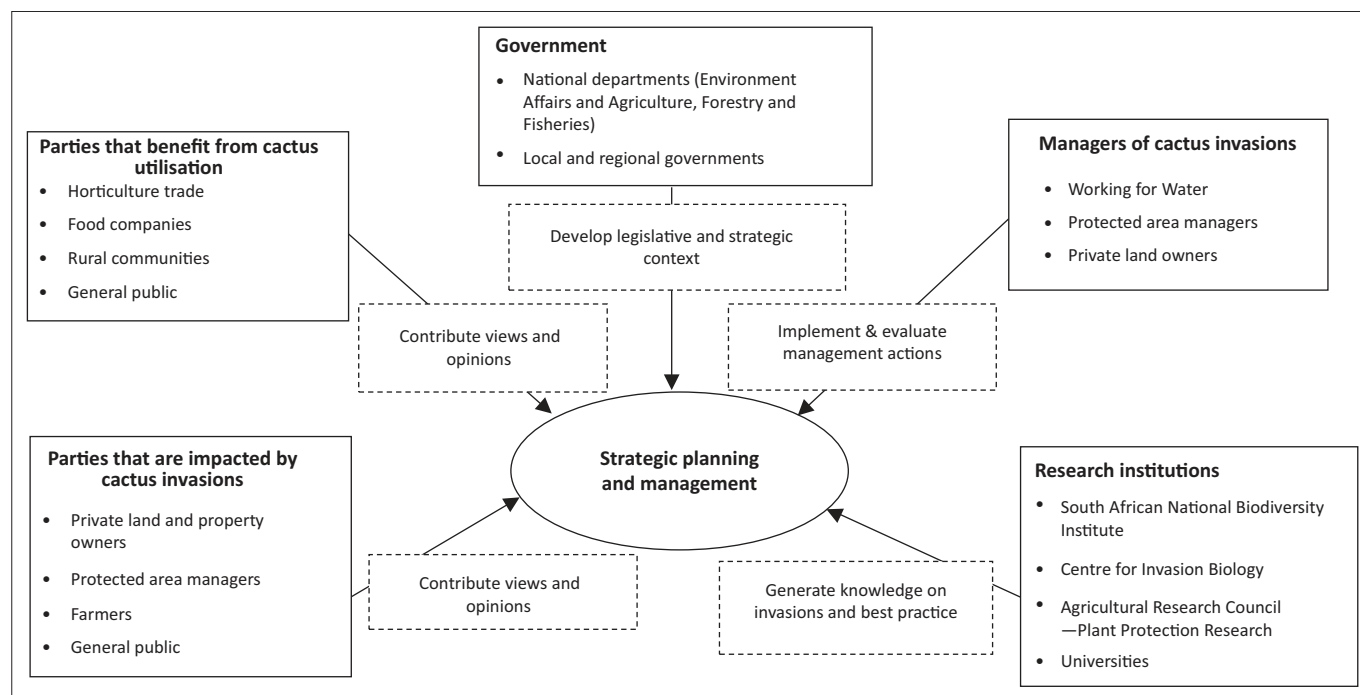 Government
• National departments (Environment
Affairs and Agriculture, Forestry and
Fisheries)
• Local and regional governments
Parties that benefit from cactus
utilisation
• Horticulture trade
• Food companies
• Rural communities
• General public
Managers of cactus invasions
• Working for Water
• Protected area managers
• Private land owners
Develop legislative and strategic
context
Contribute views and
opinions
Implement & evaluate
management actions
Strategic planning
and management
Parties that are impacted by
cactus invasions
• Private land and property
owners
• Protected area managers
• Farmers
• General public
Contribute views and
opinions
Generate knowledge on
invasions and best practice
Research institutions
• South African National Biodiversity
Institute
• Centre for Invasion Biology
• Agricultural Research Council
—Plant Protection Research
• Universities